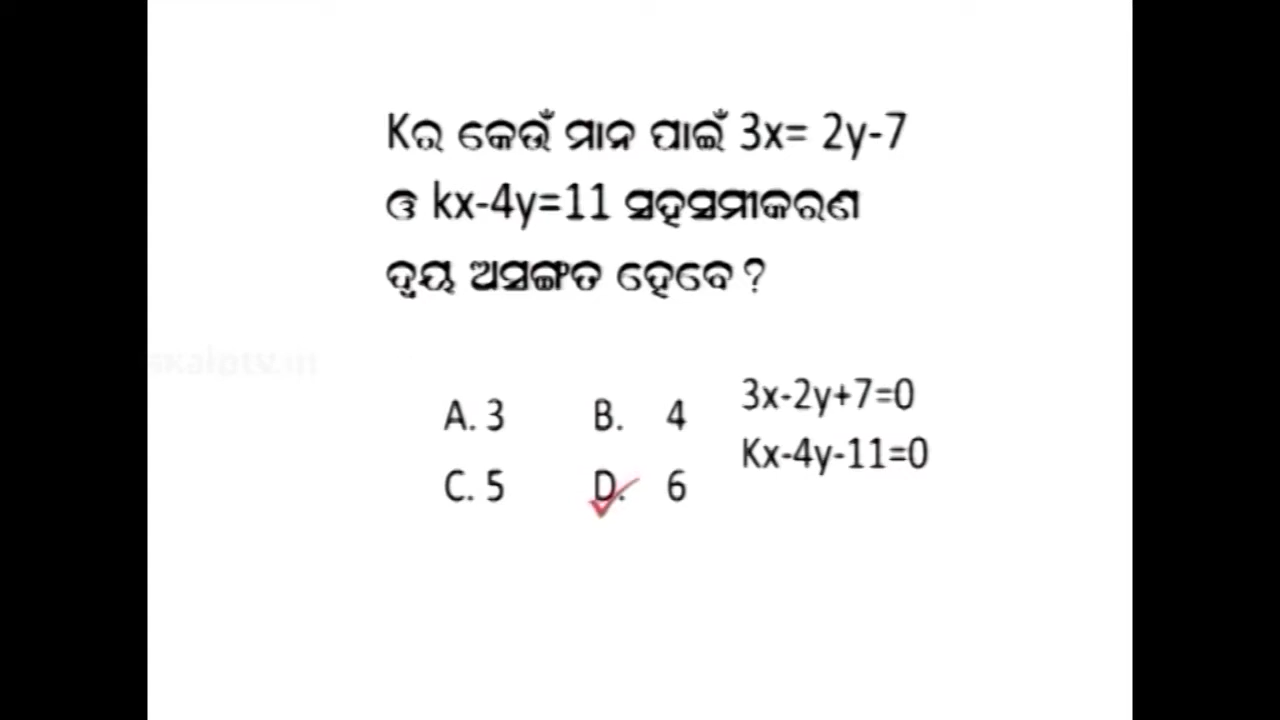 Kର କେଉଁ ମାନ ପାଇଁ 3x= 2y-7
ଓ kx-4y=11 ସହସମୀକରଣ
ଦ୍ୱୟ ଅସଙ୍ଗତ ହେବେ ?
A. 3 B. 4
C. 5 D. 6
3x-2y+7=0
Kx-4y-11=0